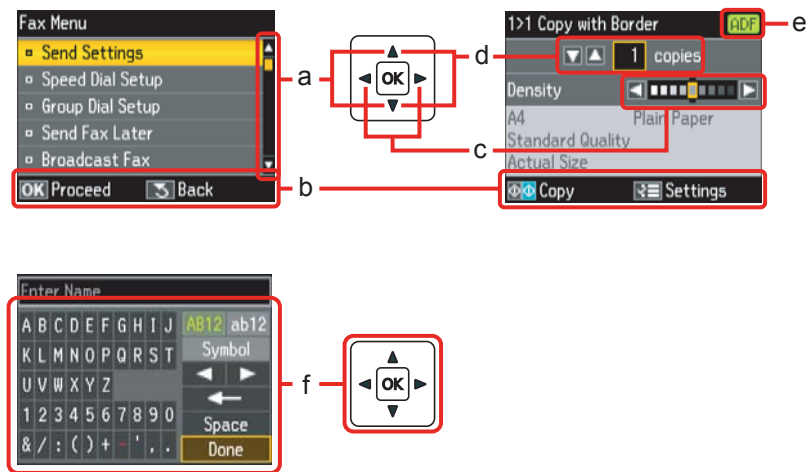 Fax Menu
Send Settings
Speed Dial Setup
Group Dial Setup
Send Fax Later
Broadcast Fax
OK Proceed Back
a
b
OK
c
d
1>1 Copy with Border ADF
1 copies
Density
A4 Plain Paper
Standard Quality
Actual Size
Copy Settings
e
Enter Name
A B C D E F G H I J AB12 ab12
K L M N O P Q R S T Symbol
U V W X Y Z
1 2 3 4 5 6 7 8 9 0 Space
& / : ( ) + - ' , . Done
f
OK